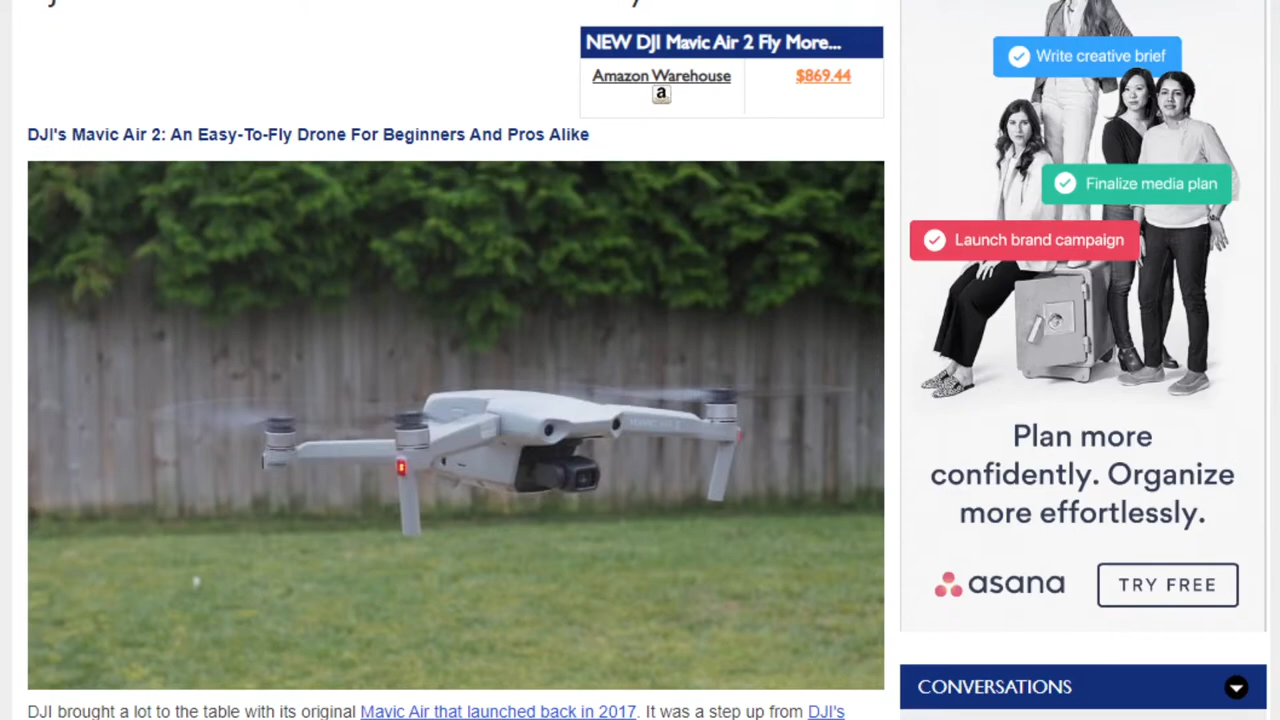 NEW DJI Mavic Air 2 Fly More...
Amazon Warehouse
$869.44
DJI's Mavic Air 2: An Easy-To-Fly Drone For Beginners And Pros Alike
DJI brought a lot to the table with its original Mavic Air that launched back in 2017. It was a step up from DJI's
Write creative brief
Finalize media plan
Launch brand campaign
Plan more
confidently. Organize
more effortlessly.
asana
TRY FREE
CONVERSATIONS